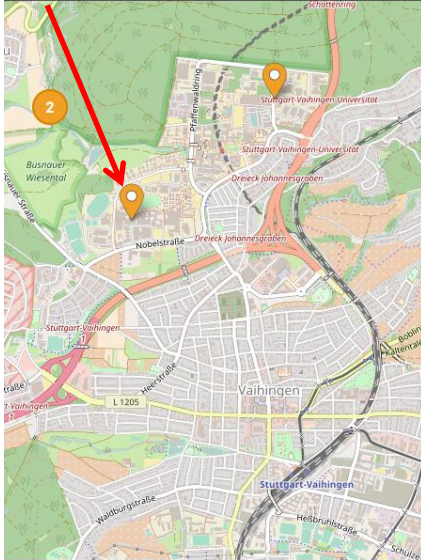 Schattenring
Pfaffenwaldring
Stuttgart-Vaihingen-Universität
2
Stuttgart-Vaihingen-Universität
Busnauer
Wiesental
Dreieck Johannesgraben
Nobelstraße
Dreieck Johannesgraben
Stuttgart-Vaihingen
Heerstraße
Vaihingen
L 1205
Stuttgart-Vaihingen
Waldburgstraße
Heßbrühlstraße